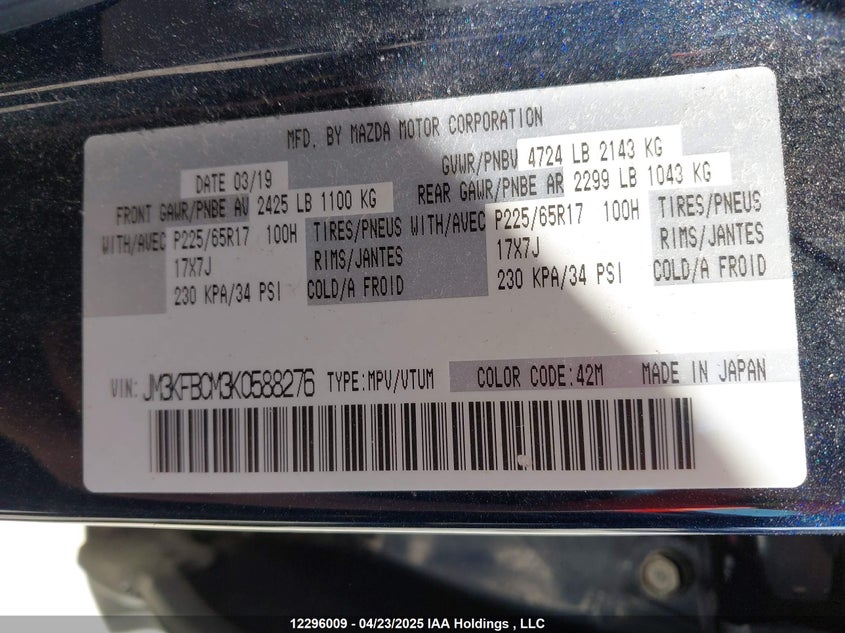 MFD. BY MAZDA MOTOR CORPORATION
DATE 03/19 GVWR/PNBV 4724 LB 2143 KG
FRONT GAWR/PNBE AV 2425 LB 1100 KG REAR GAWR/PNBE AR 2299 LB 1043 KG
WITH/AVEC P225/65R17 100H TIRES/PNEUS WITH/AVEC P225/65R17 100H TIRES/PNEUS
17X7J RIMS/JANTES 17X7J RIMS/JANTES
230 KPA/34 PSI COLD/A FROID 230 KPA/34 PSI COLD/A FROID
VIN: JM3KFBCM3K0588276 TYPE:MPV/VTUM COLOR CODE:42M MADE IN JAPAN
12296009 - 04/23/2025 IAA Holdings , LLC